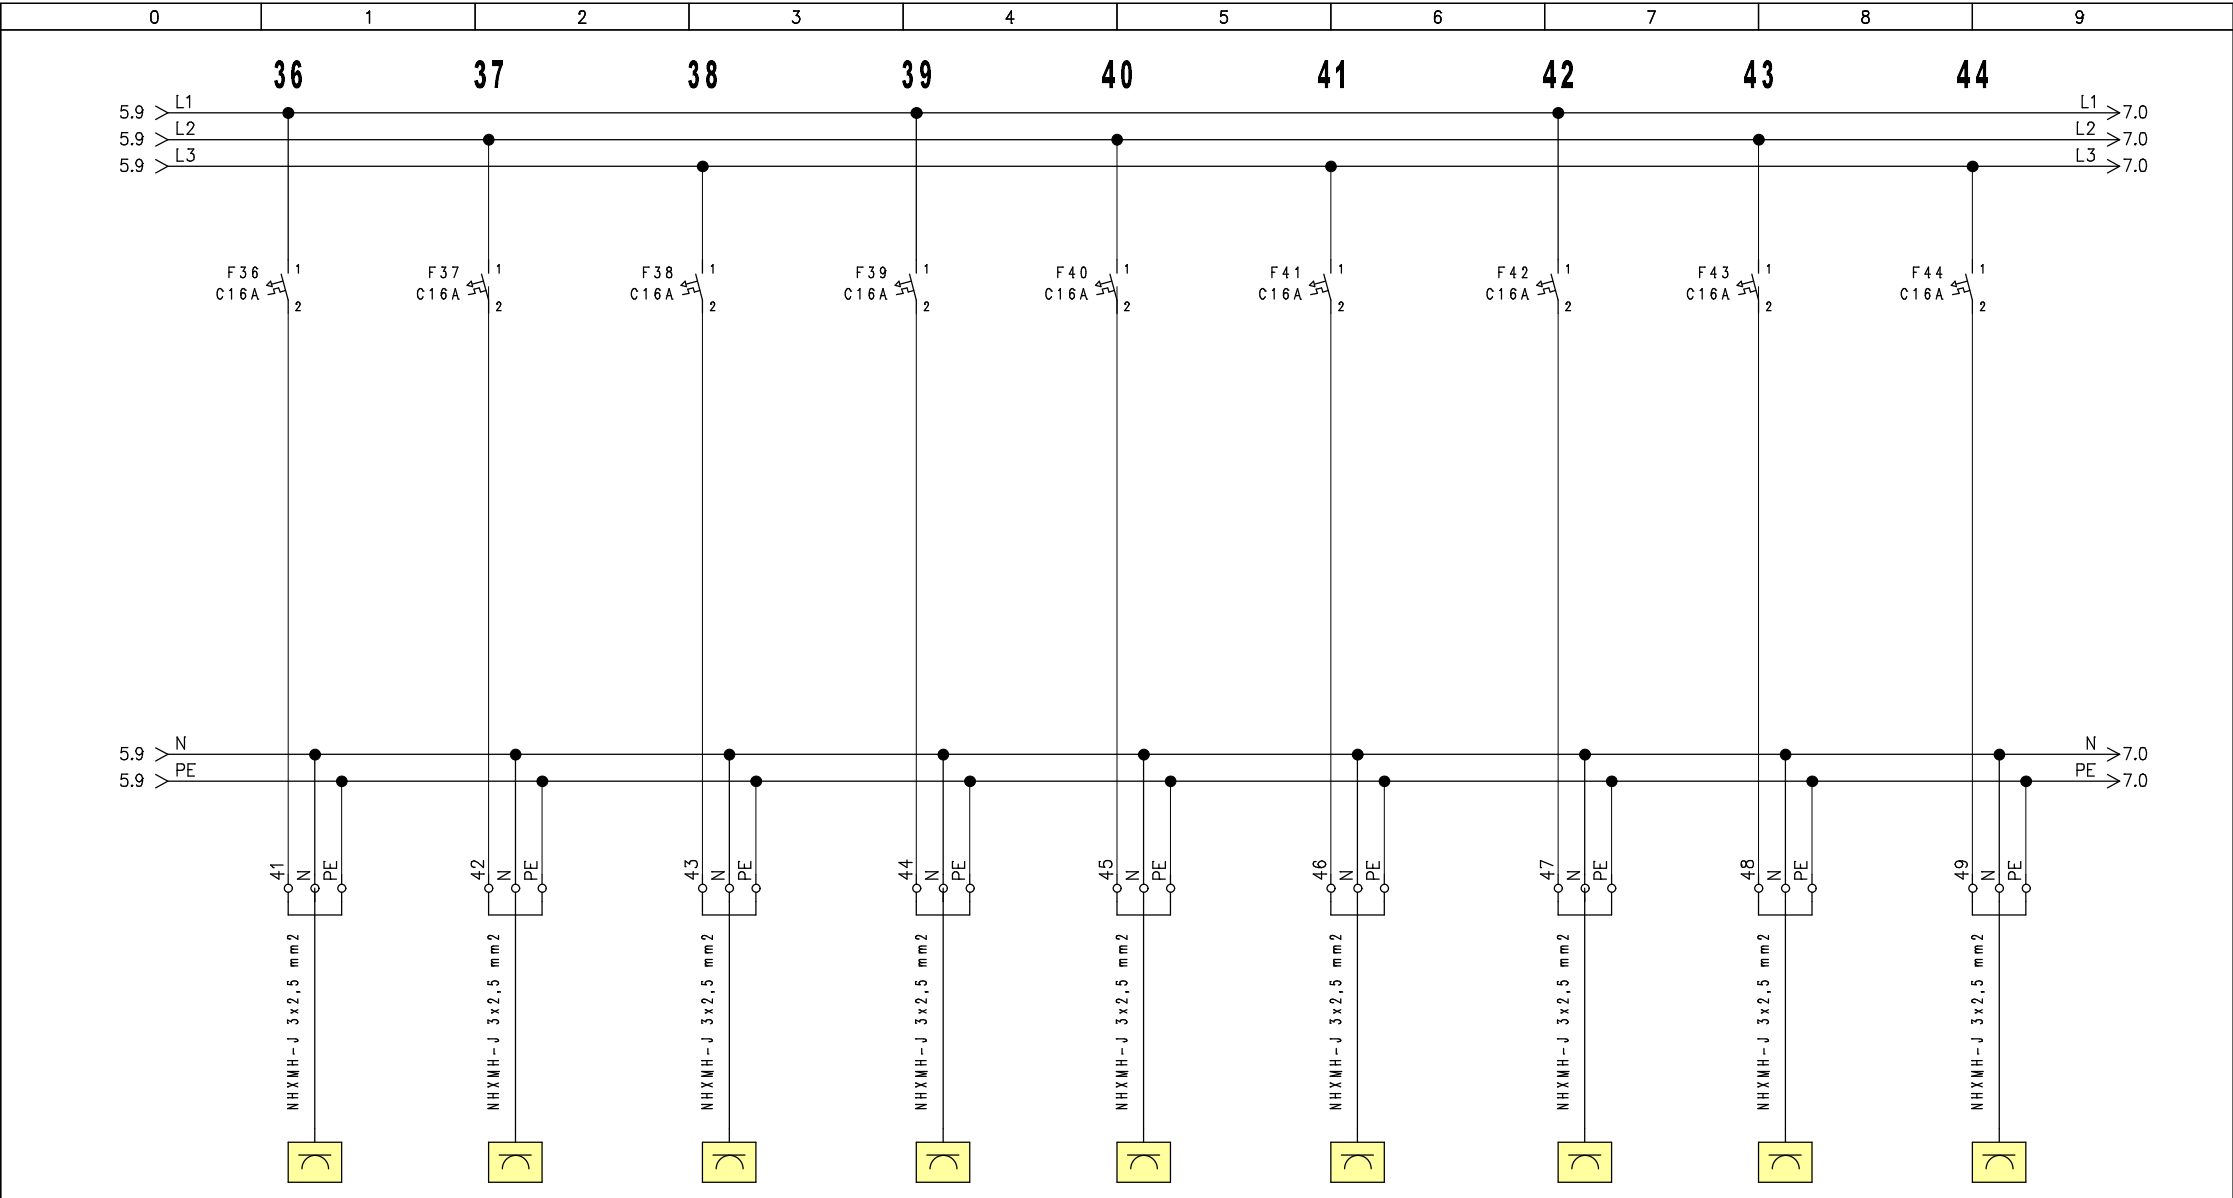 0 1 2 3 4 5 6 7 8 9
36 37 38 39 40 41 42 43 44
5.9 L1 L1 7.0
5.9 L2 L2 7.0
5.9 L3 L3 7.0
F36 1 F37 1 F38 1 F39 1 F40 1 F41 1 F42 1 F43 1 F44 1
C16A C16A C16A C16A C16A C16A C16A C16A C16A
2 2 2 2 2 2 2 2 2
5.9 N N 7.0
5.9 PE PE 7.0
41 N PE 42 N PE 43 N PE 44 N PE 45 N PE 46 N PE 47 N PE 48 N PE 49 N PE
NHXMH-J 3x2,5 mm2
NHXMH-J 3x2,5 mm2
NHXMH-J 3x2,5 mm2
NHXMH-J 3x2,5 mm2
NHXMH-J 3x2,5 mm2
NHXMH-J 3x2,5 mm2
NHXMH-J 3x2,5 mm2
NHXMH-J 3x2,5 mm2
NHXMH-J 3x2,5 mm2